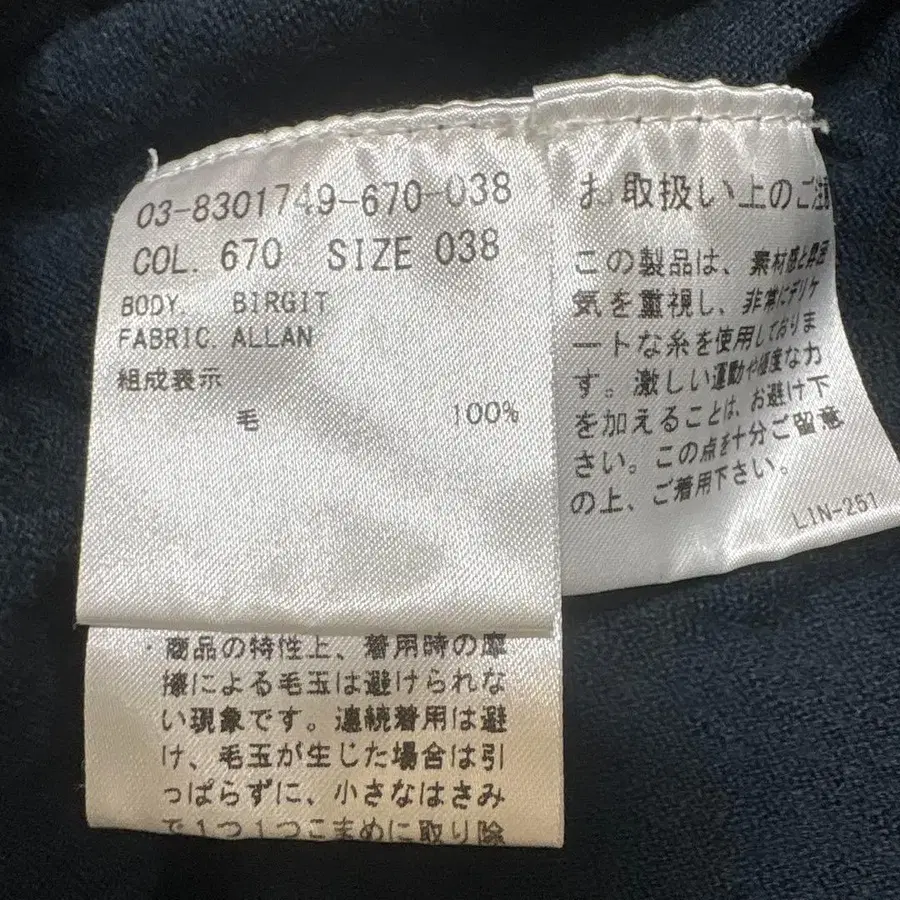 03-8301749-670-038
COL. 670 SIZE 038
BODY. BIRGIT
FABRIC. ALLAN
組成表示
毛 100%
お取扱い上のご注意
この製品は、素材感と雰囲
気を重視し、非常にデリケ
ートな糸を使用しておりま
す。激しい運動や極度な力
を加えることは、お避け下
さい。この点を十分ご留意
の上、ご着用下さい。
LIN-251
・商品の特性上、着用時の摩
擦による毛玉は避けられな
い現象です。連続着用は避
け、毛玉が生じた場合は引
っぱらずに、小さなはさみ
で1つ1つこまめに取り除